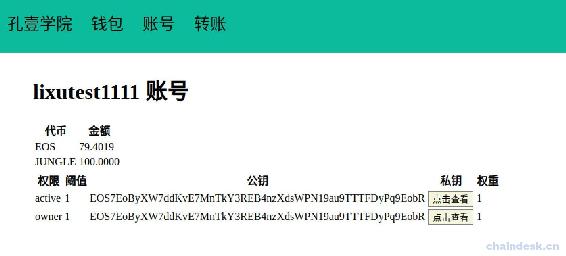 孔壹学院 钱包 账号 转账
lixutest1111 账号
代币 金额
EOS 79.4019
JUNGLE 100.0000
权限 阈值 公钥 私钥 权重
active 1 EOS7EoByXW7ddKvE7MnTkY3REB4nzXdsWPN19au9TTTFDyPq9EobR 点击查看 1
owner 1 EOS7EoByXW7ddKvE7MnTkY3REB4nzXdsWPN19au9TTTFDyPq9EobR 点击查看 1
chaindesk.cn